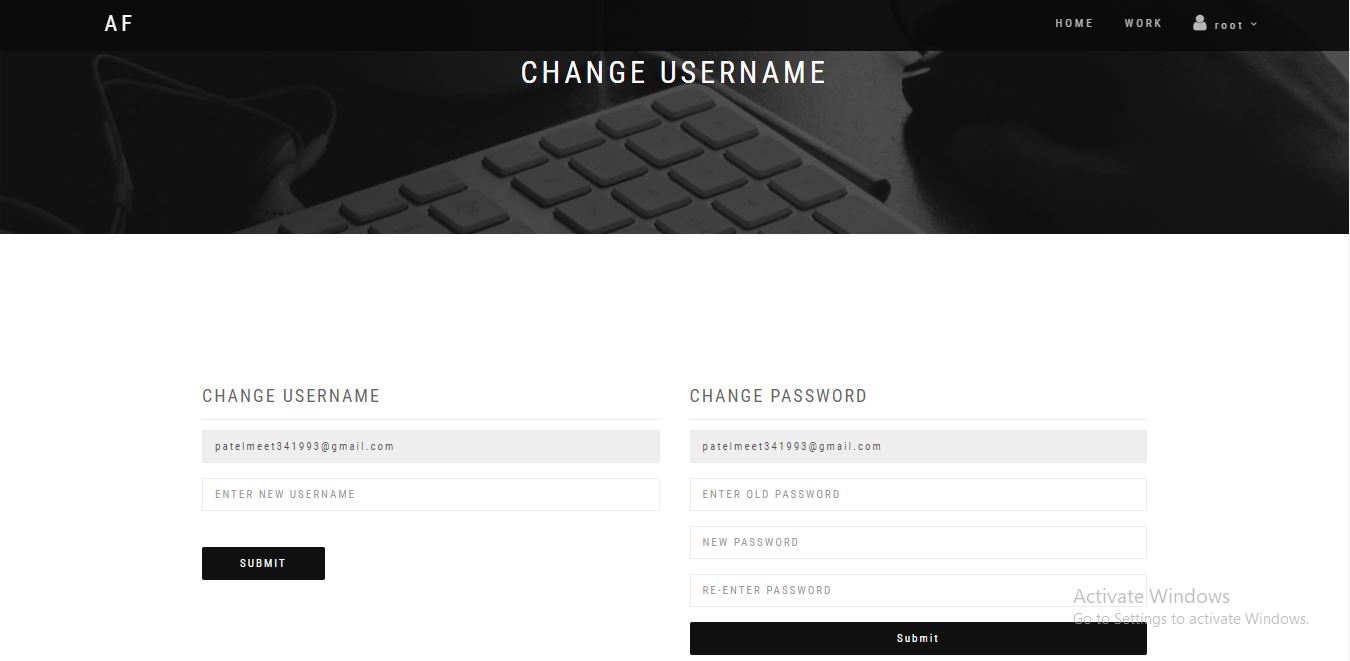 AF
HOME WORK root
CHANGE USERNAME
CHANGE USERNAME
patelmeet341993@gmail.com
ENTER NEW USERNAME
SUBMIT
CHANGE PASSWORD
patelmeet341993@gmail.com
ENTER OLD PASSWORD
NEW PASSWORD
RE-ENTER PASSWORD
Submit
Activate Windows
Go to Settings to activate Windows.